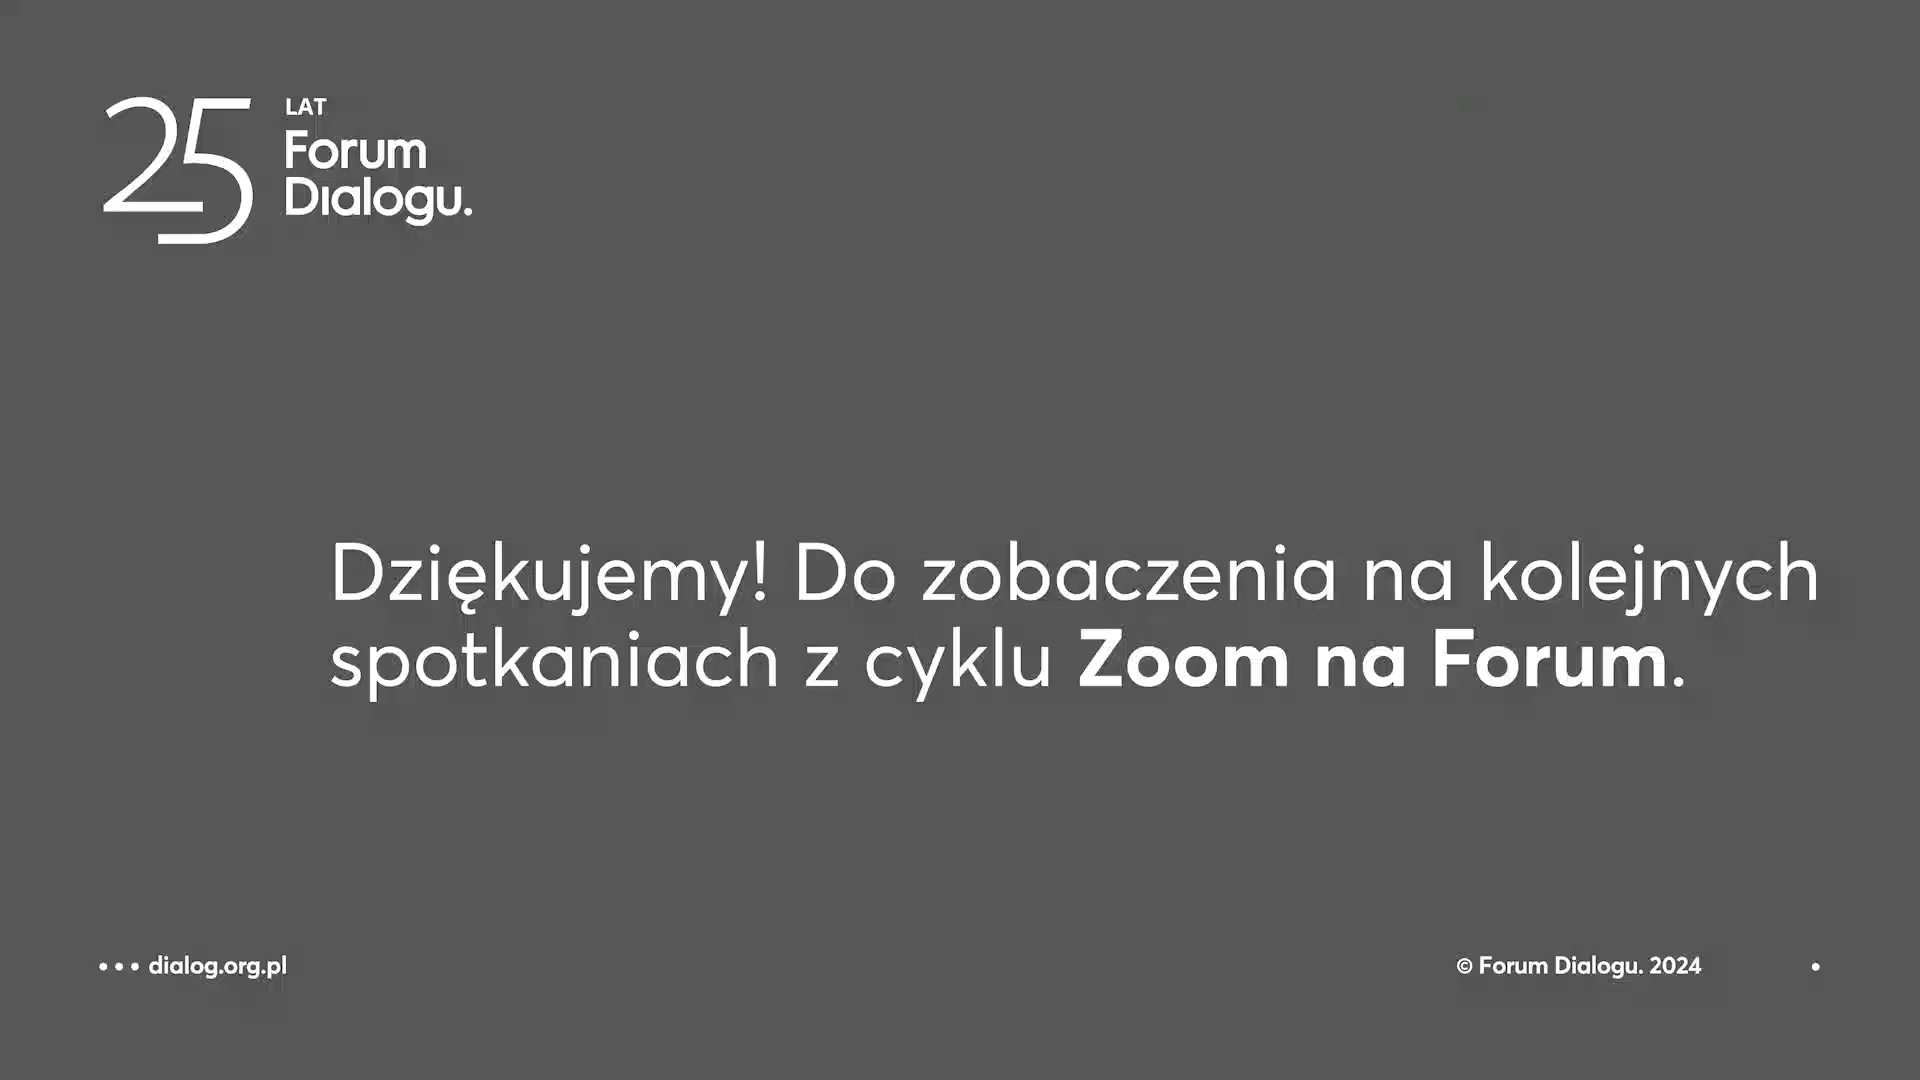 25 LAT
Forum
Dialogu.
Dziękujemy! Do zobaczenia na kolejnych
spotkaniach z cyklu Zoom na Forum.
••• dialog.org.pl
© Forum Dialogu. 2024